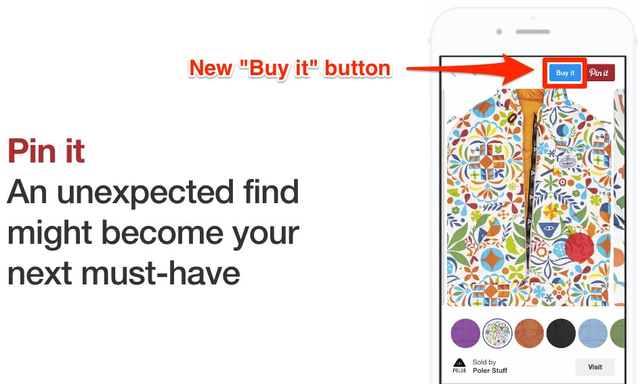 New "Buy it" button
Buy it
Pin it
Pin it
An unexpected find
might become your
next must-have
POLER
Sold by
Poler Stuff
Visit